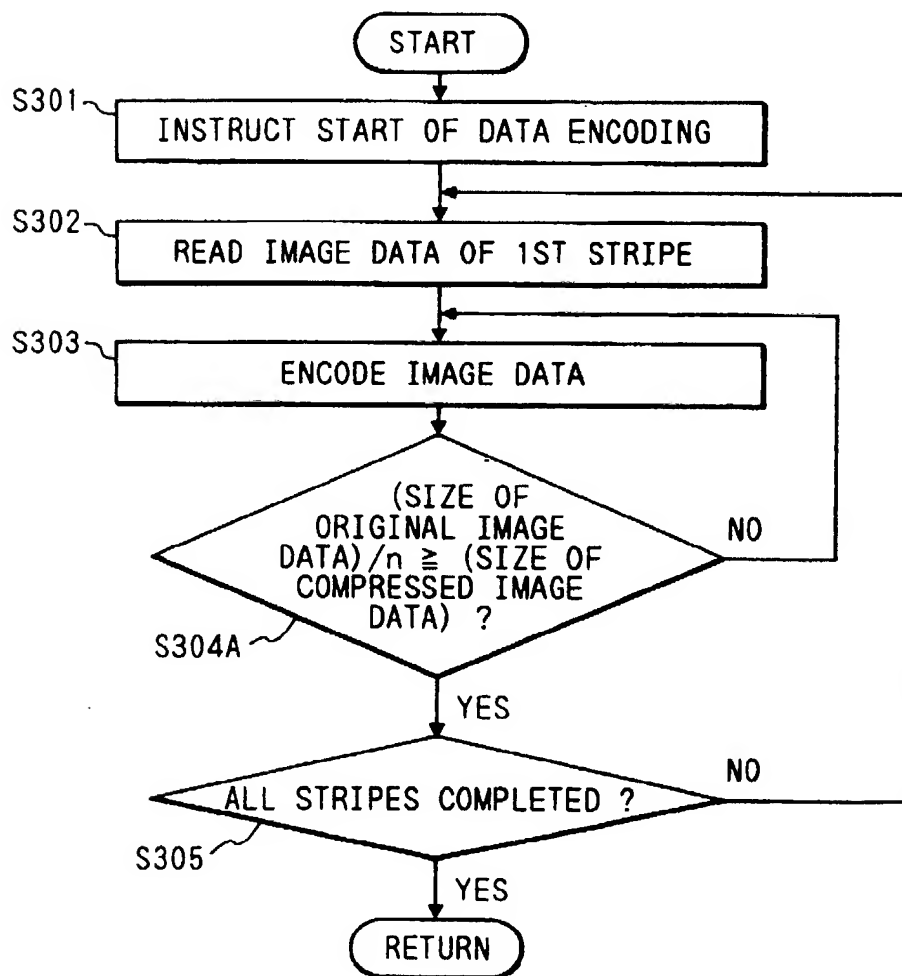 START
S301
INSTRUCT START OF DATA ENCODING
S302
READ IMAGE DATA OF 1ST STRIPE
S303
ENCODE IMAGE DATA
(SIZE OF
ORIGINAL IMAGE
DATA)/n ≧ (SIZE OF
COMPRESSED IMAGE
DATA) ?
NO
S304A
YES
ALL STRIPES COMPLETED ?
NO
S305
YES
RETURN